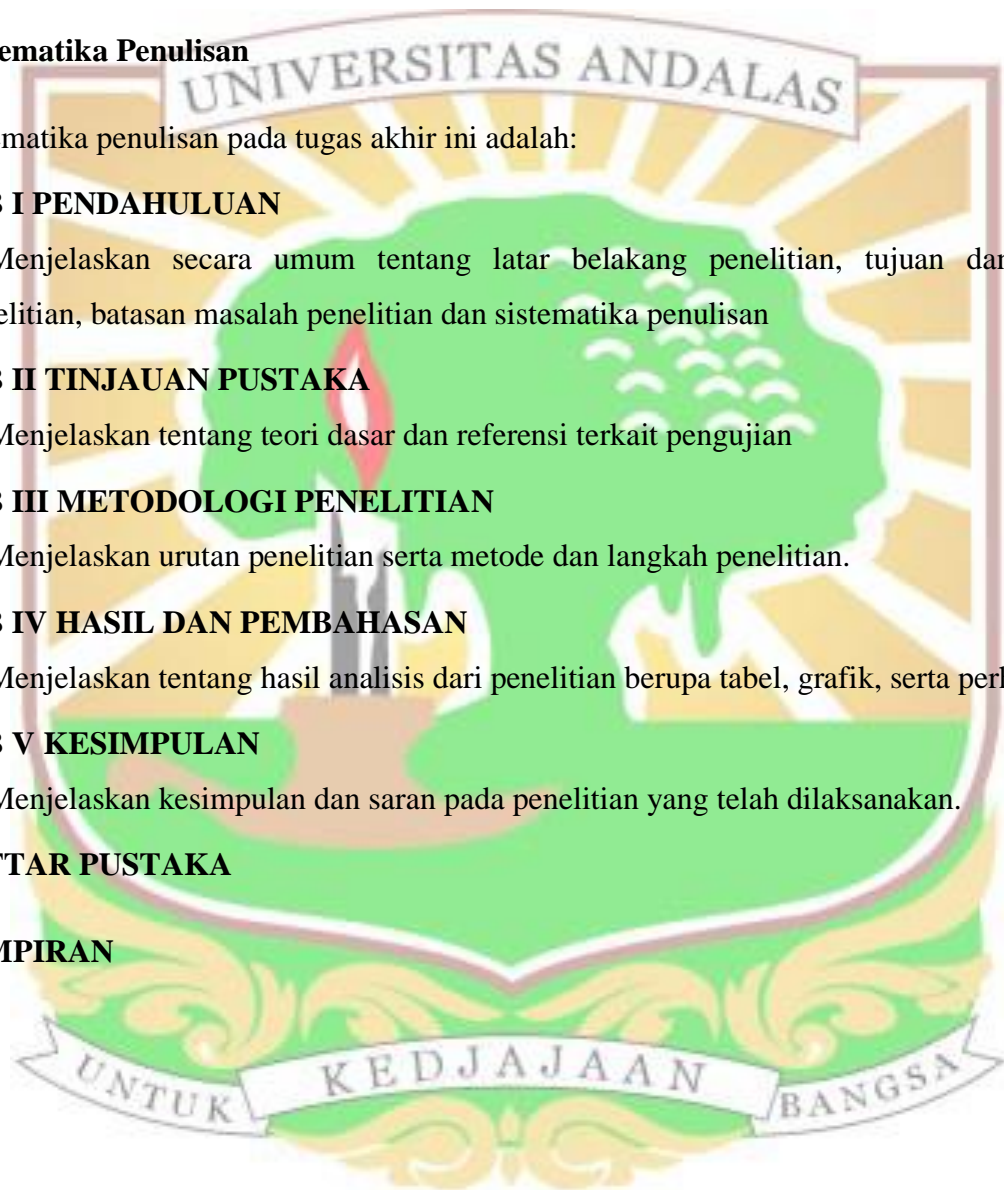 ematika Penulisan
UNIVERSITAS ANDALAS
ematika penulisan pada tugas akhir ini adalah:
I PENDAHULUAN
Menjelaskan secara umum tentang latar belakang penelitian, tujuan dan
elitian, batasan masalah penelitian dan sistematika penulisan
II TINJAUAN PUSTAKA
Menjelaskan tentang teori dasar dan referensi terkait pengujian
III METODOLOGI PENELITIAN
Menjelaskan urutan penelitian serta metode dan langkah penelitian.
IV HASIL DAN PEMBAHASAN
Menjelaskan tentang hasil analisis dari penelitian berupa tabel, grafik, serta
V KESIMPULAN
Menjelaskan kesimpulan dan saran pada penelitian yang telah dilaksanakan.
TAR PUSTAKA
MPIRAN
UNTUK KEDJAJAAN BANGSA